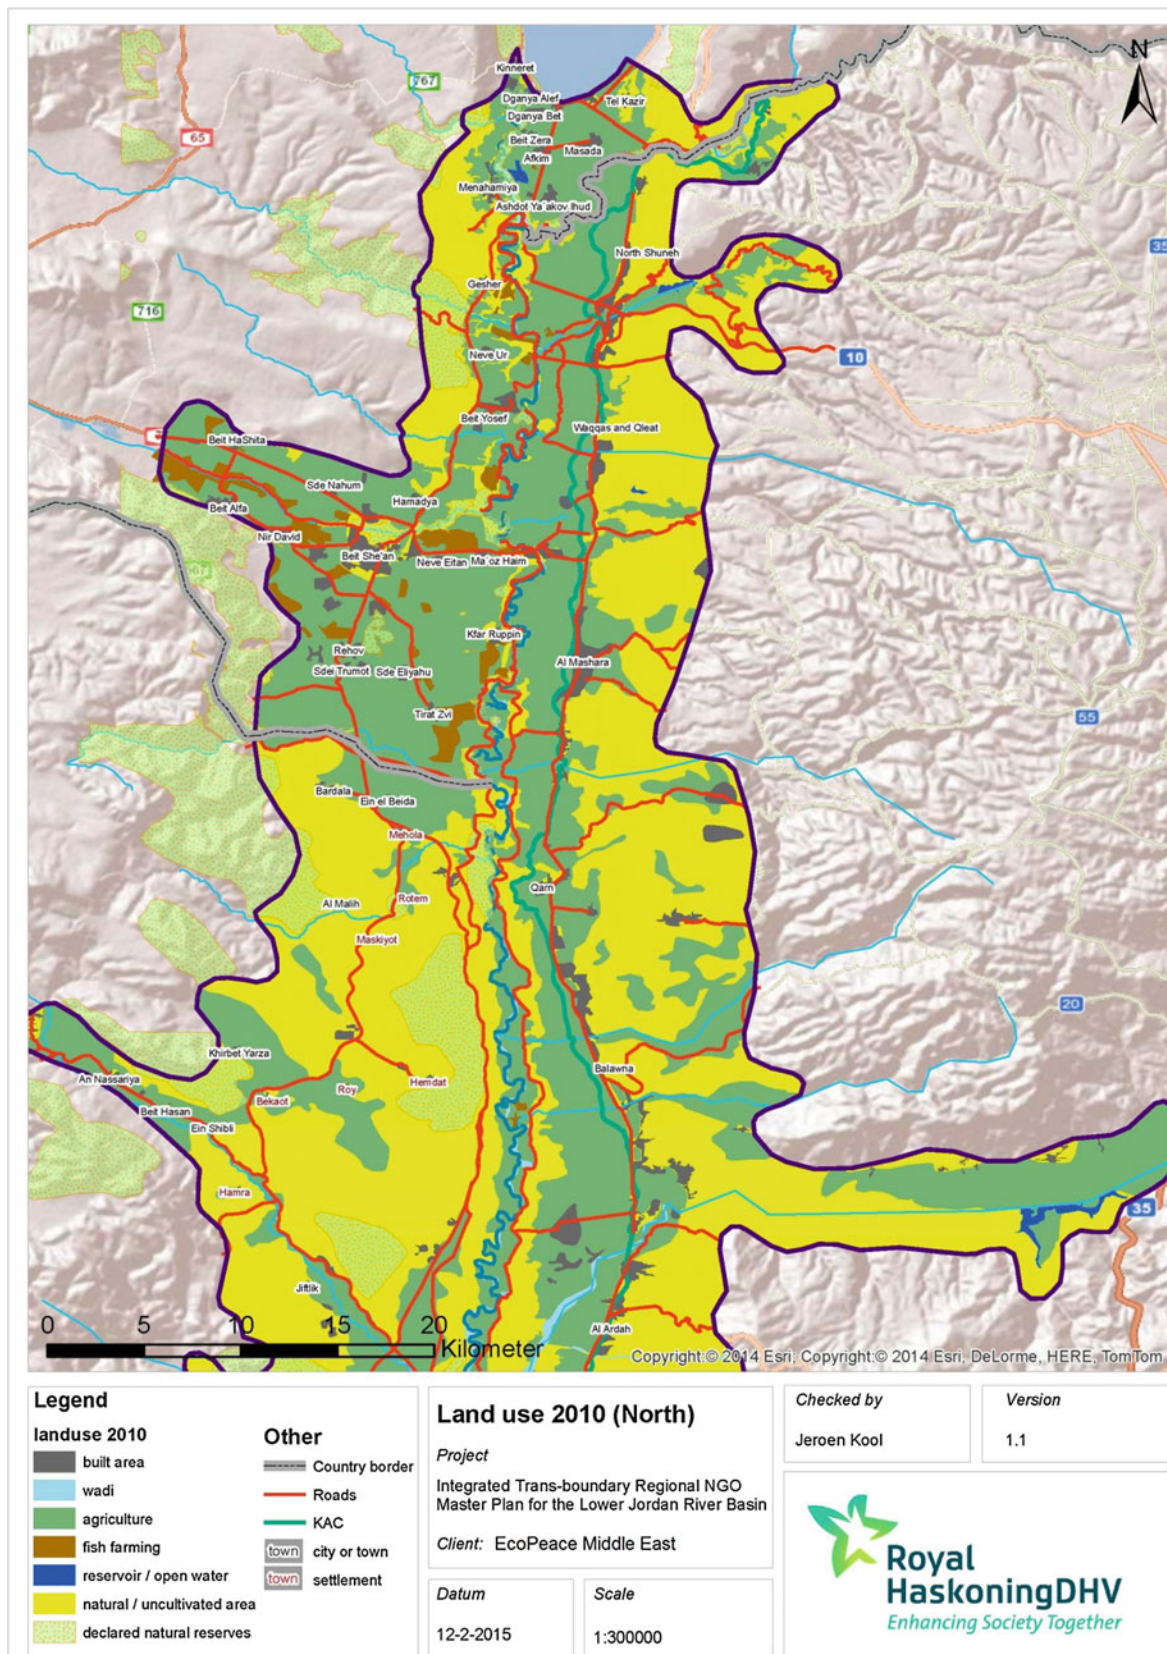 Kinneret
N
767
Dganya Alef
Tel Kazir
Dganya Bet
65
Beit Zera
Masada
Afkim
Menahamiya
Ashdot Ya`akov Ihud
35
North Shuneh
Gesher
716
10
Neve Ur
Beit Yosef
Waqqas and Qleat
Beit HaShita
Sde Nahum
Hamadya
Beit Alfa
Nir David
Beit She'an
Neve Eitan
Ma`oz Haim
Kfar Ruppin
Rehov
Al Mashara
Sdei Trumot
Sde Eliyahu
Tirat Zvi
55
Bardala
Ein el Beida
Mehola
Qarn
Al Malih
Rotem
Maskiyot
20
Khirbet Yarza
Balawna
An Nassariya
Hemdat
Roy
Bekaot
Beit Hasan
Ein Shibli
Hamra
35
Jiftlik
Al Ardah
0 5 10 15 20
Kilometer
Copyright:© 2014 Esri, Copyright:© 2014 Esri, DeLorme, HERE, TomTom
Legend
landuse 2010
built area
wadi
agriculture
fish farming
reservoir / open water
natural / uncultivated area
declared natural reserves
Other
Country border
Roads
KAC
town city or town
town settlement
Land use 2010 (North)
Project
Integrated Trans-boundary Regional NGO
Master Plan for the Lower Jordan River Basin
Client: EcoPeace Middle East
Datum
12-2-2015
Scale
1:300000
Checked by
Jeroen Kool
Version
1.1
Royal
HaskoningDHV
Enhancing Society Together